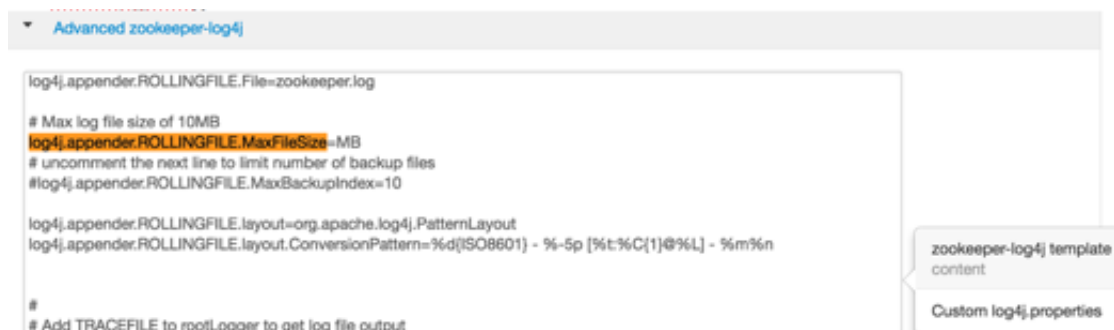 Advanced zookeeper-log4j
log4j.appender.ROLLINGFILE.File=zookeeper.log
# Max log file size of 10MB
log4j.appender.ROLLINGFILE.MaxFileSize=MB
# uncomment the next line to limit number of backup files
#log4j.appender.ROLLINGFILE.MaxBackupIndex=10
log4j.appender.ROLLINGFILE.layout=org.apache.log4j.PatternLayout
log4j.appender.ROLLINGFILE.layout.ConversionPattern=%d{ISO8601} - %-5p [%t:%C{1}@%L] - %m%n
zookeeper-log4j template
content
#
Custom log4j.properties
# Add TRACEFILE to rootLogger to get log file output